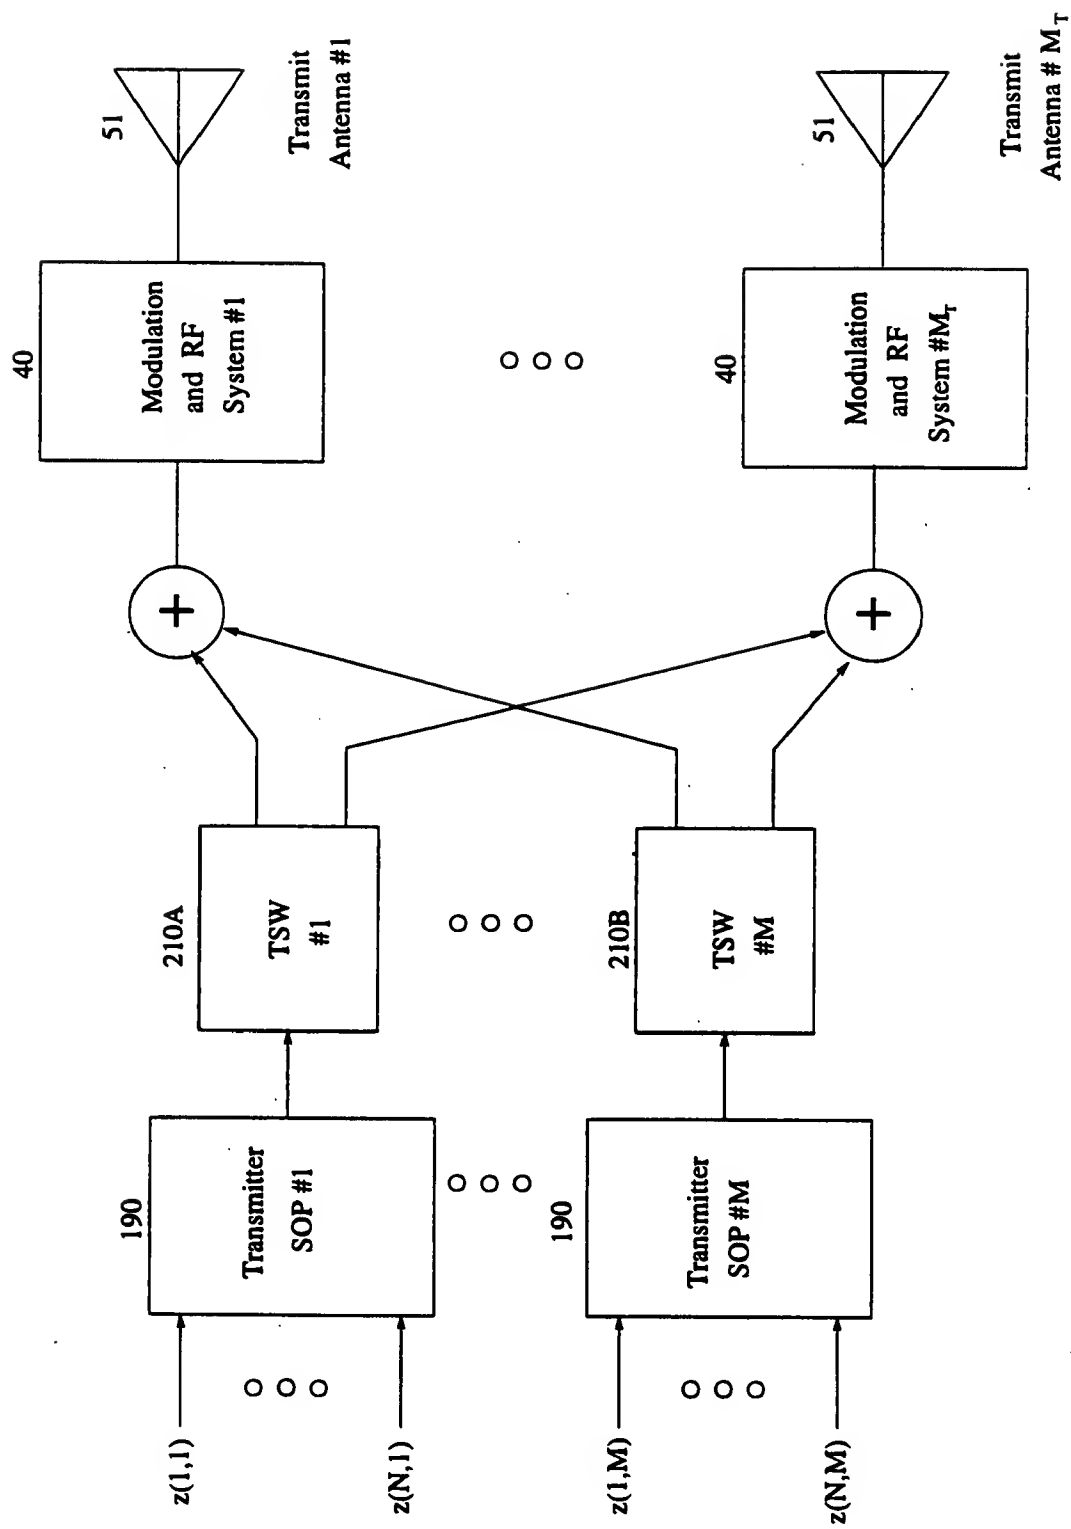 z(1,1)
z(N,1)
190
Transmitter
SOP #1
210A
TSW
#1
40
Modulation
and RF
System #1
51
Transmit
Antenna #1
z(1,M)
z(N,M)
190
Transmitter
SOP #M
210B
TSW
#M
40
Modulation
and RF
System #M_T
51
Transmit
Antenna # M_T
+
+